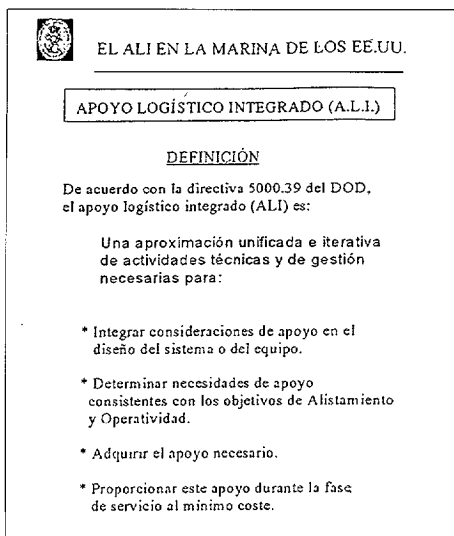 EL ALI EN LA MARINA DE LOS EE.UU.
APOYO LOGÍSTICO INTEGRADO (A.L.I.)
DEFINICIÓN
De acuerdo con la directiva 5000.39 del DOD,
el apoyo logístico integrado (ALI) es:
Una aproximación unificada e iterativa
de actividades técnicas y de gestión
necesarias para:
* Integrar consideraciones de apoyo en el
diseño del sistema o del equipo.
* Determinar necesidades de apoyo
consistentes con los objetivos de Alistamiento
y Operatividad.
* Adquirir el apoyo necesario.
* Proporcionar este apoyo durante la fase
de servicio al mínimo coste.